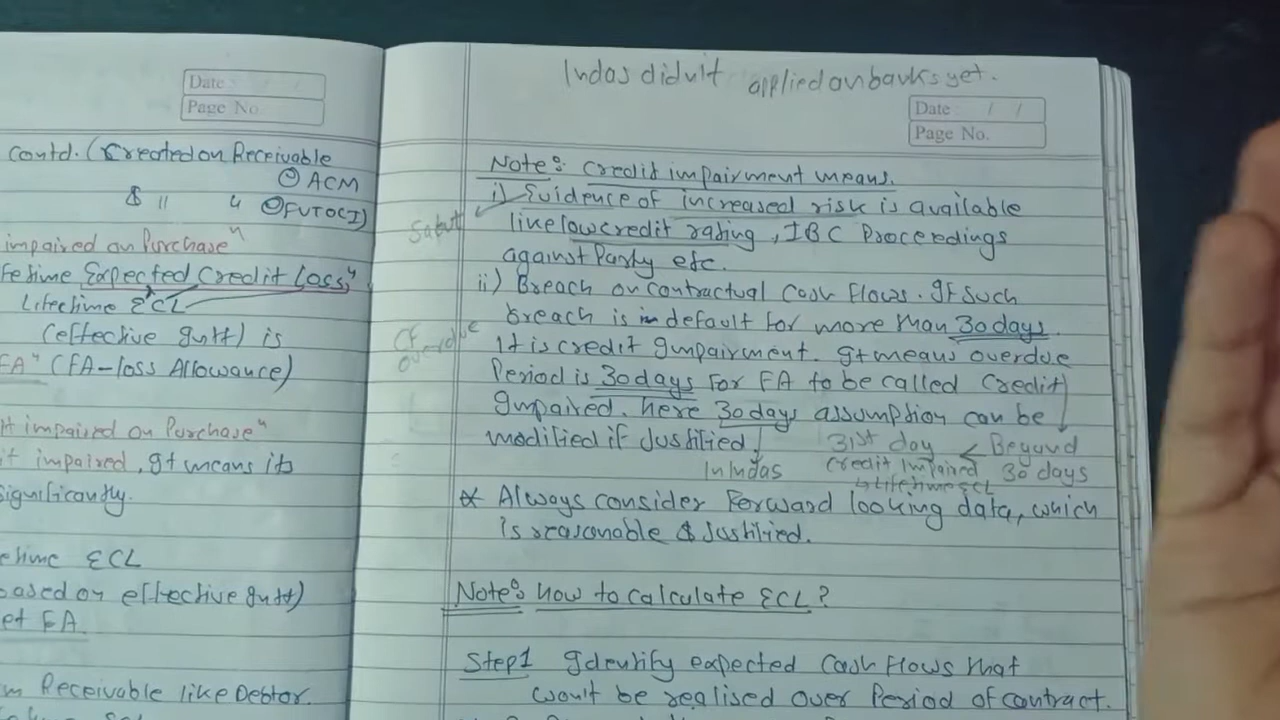 Date
Page No
Contd. (Created on Receivable
① ACM
& " " ② FVTOCI)
impaired on Purchase"
fetime Expected Credit Loss"
Lifetime ECL
(effective Intt) is
FA" (FA-loss Allowance)
it impaired on Purchase"
it impaired, It means its
significantly.
etime ECL
based on effective Intt)
et FA
m Receivable like Debtor.
Indas didn't applied on banks yet.
Date / /
Page No.
Note: Credit impairment means.
i) Evidence of increased risk is available
like low credit rating, IBC Proceedings
against Party etc.
ii) Breach on contractual Cash flows. If such
breach is in default for more than 30 days.
CF
overdue
It is credit Impairment. It means overdue
Period is 30 days for FA to be called Credit
Impaired. here 30 days assumption can be
modified if Justified.
In Indas
31st day < Beyond
Credit Impaired 30 days
↳ Lifetime ECL
* Always consider forward looking data, which
is reasonable & Justified.
Note: How to calculate ECL?
Step1 Identify expected Cash flows that
won't be realised over Period of contract.